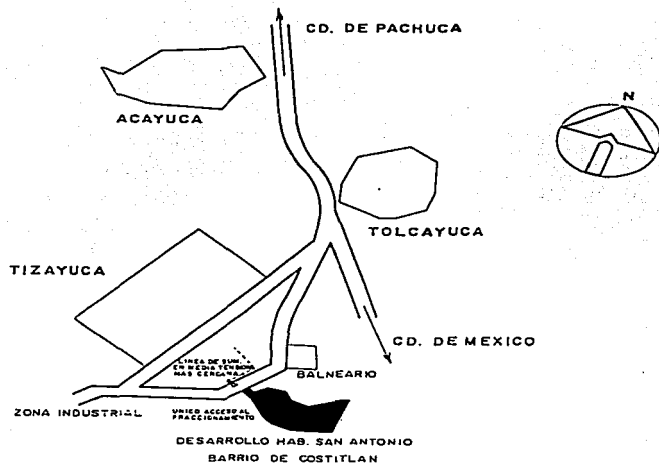 CD. DE PACHUCA
N
ACAYUCA
TOLCAYUCA
TIZAYUCA
CD. DE MEXICO
LINEA DE SUM.
EN MEDIA TENSION
MAS CERCANA
BALNEARIO
ZONA INDUSTRIAL
UNICO ACCESO AL
FRACCIONAMIENTO
DESARROLLO HAB. SAN ANTONIO
BARRIO DE COSTITLAN